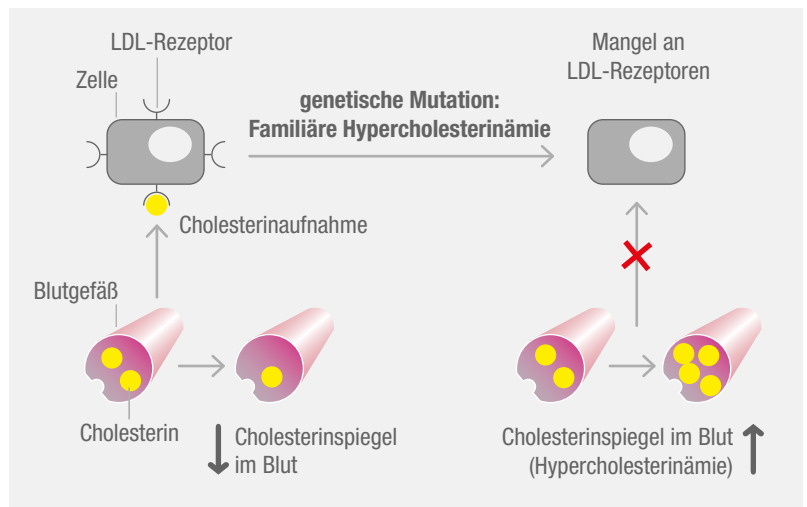 LDL-Rezeptor
Zelle
genetische Mutation:
Familiäre Hypercholesterinämie
Mangel an
LDL-Rezeptoren
Cholesterinaufnahme
Blutgefäß
Cholesterin
Cholesterinspiegel
im Blut
Cholesterinspiegel im Blut
(Hypercholesterinämie)